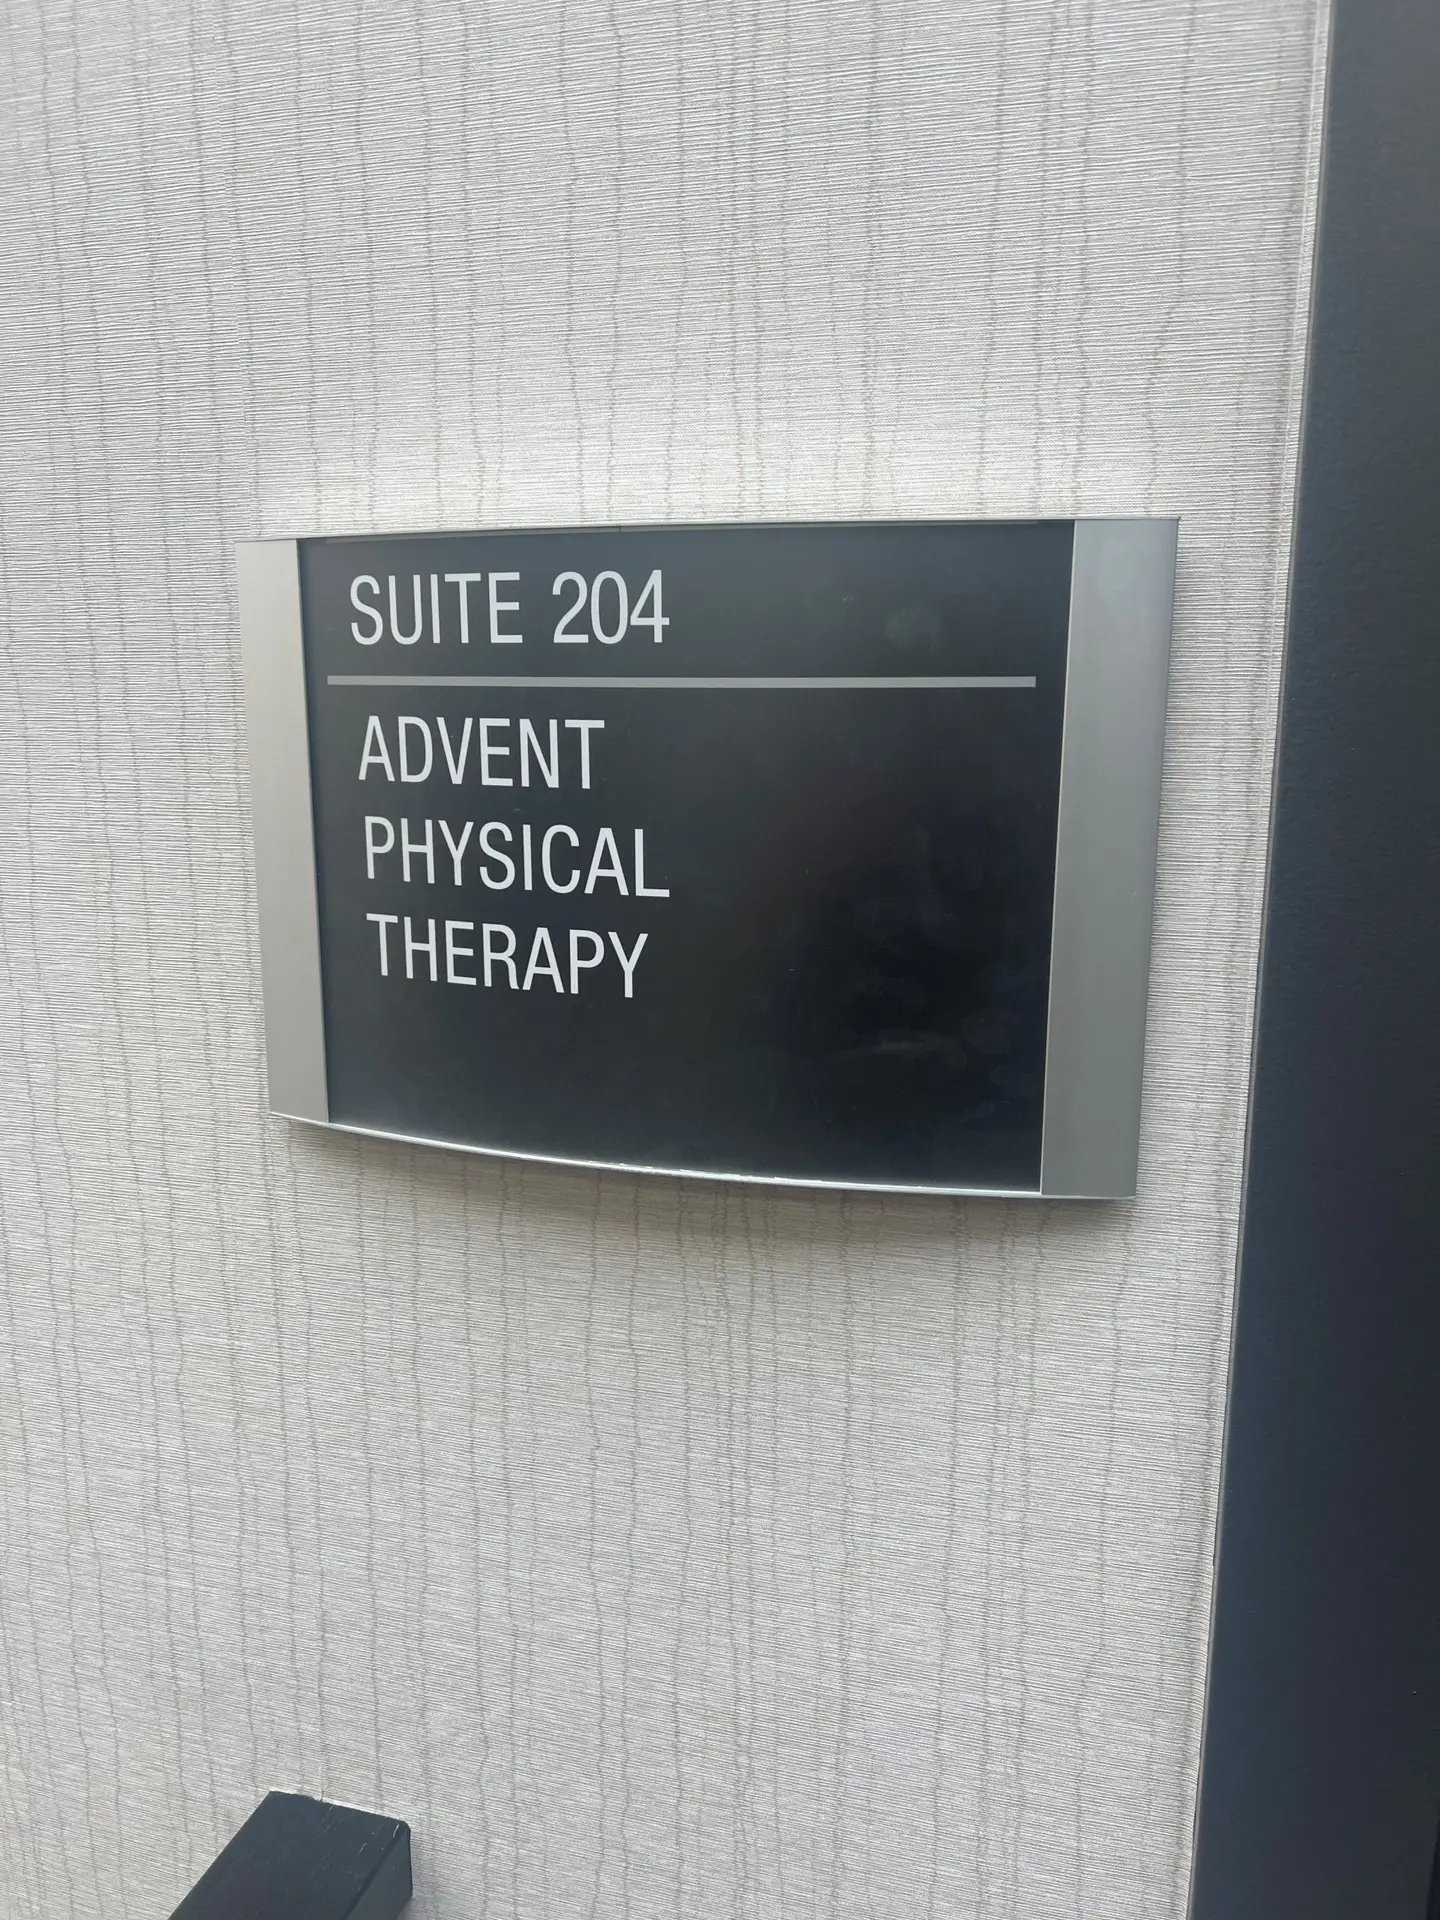 SUITE 204
ADVENT
PHYSICAL
THERAPY